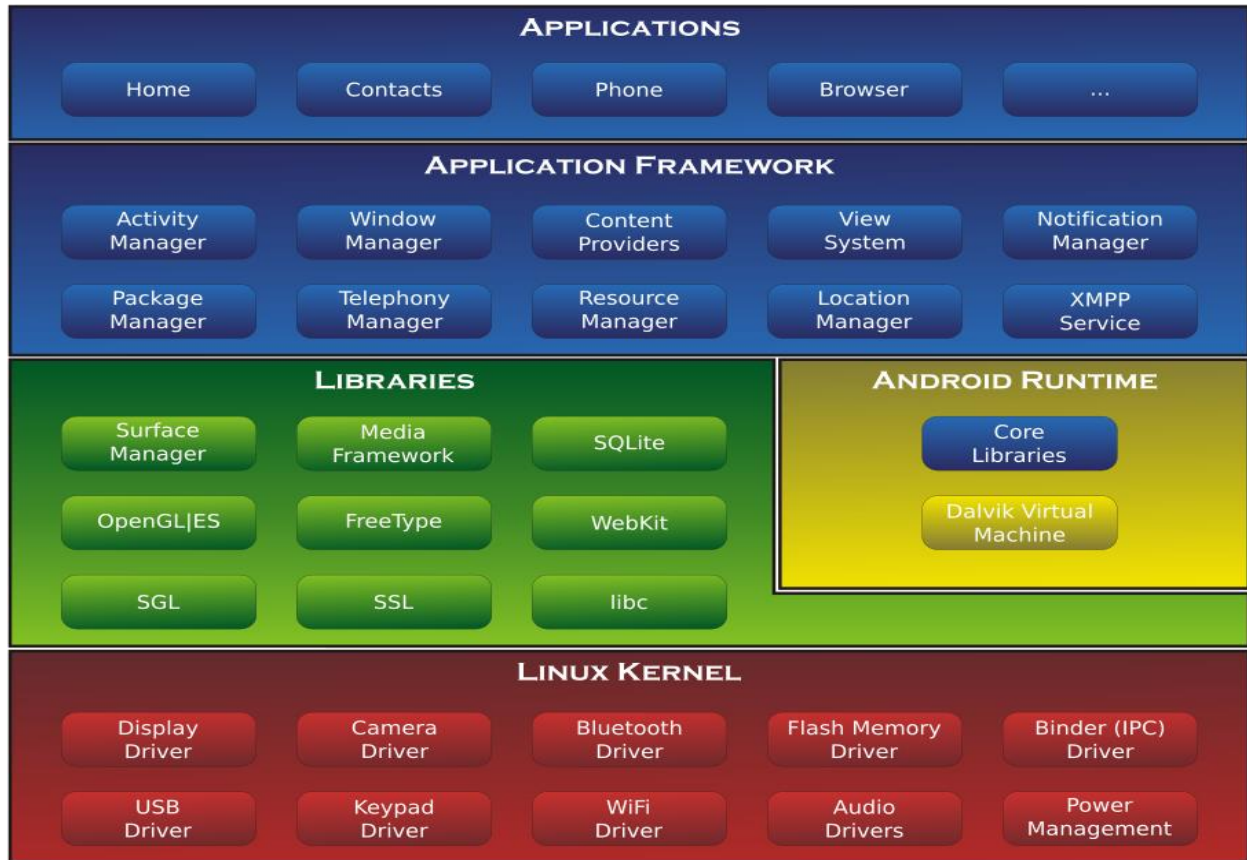 APPLICATIONS
Home
Contacts
Phone
Browser
...
APPLICATION FRAMEWORK
Activity
Manager
Window
Manager
Content
Providers
View
System
Notification
Manager
Package
Manager
Telephony
Manager
Resource
Manager
Location
Manager
XMPP
Service
LIBRARIES
Surface
Manager
Media
Framework
SQLite
OpenGL|ES
FreeType
WebKit
SGL
SSL
libc
ANDROID RUNTIME
Core
Libraries
Dalvik Virtual
Machine
LINUX KERNEL
Display
Driver
Camera
Driver
Bluetooth
Driver
Flash Memory
Driver
Binder (IPC)
Driver
USB
Driver
Keypad
Driver
WiFi
Driver
Audio
Drivers
Power
Management